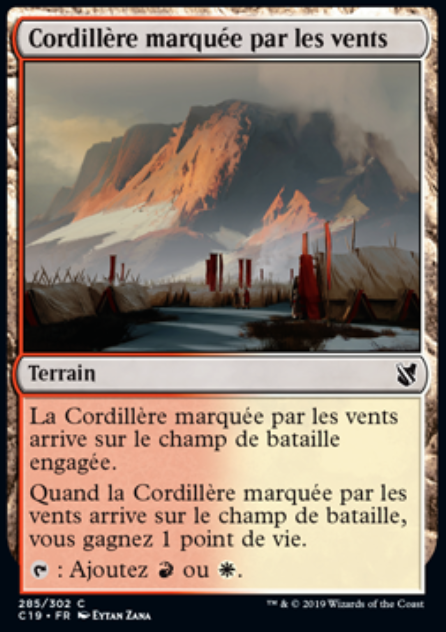 Cordillère marquée par les vents
Terrain
La Cordillère marquée par les vents
arrive sur le champ de bataille
engagée.
Quand la Cordillère marquée par les
vents arrive sur le champ de bataille,
vous gagnez 1 point de vie.
: Ajoutez ou .
285/302 C
C19 • FR Eytan Zana
™ & © 2019 Wizards of the Coast